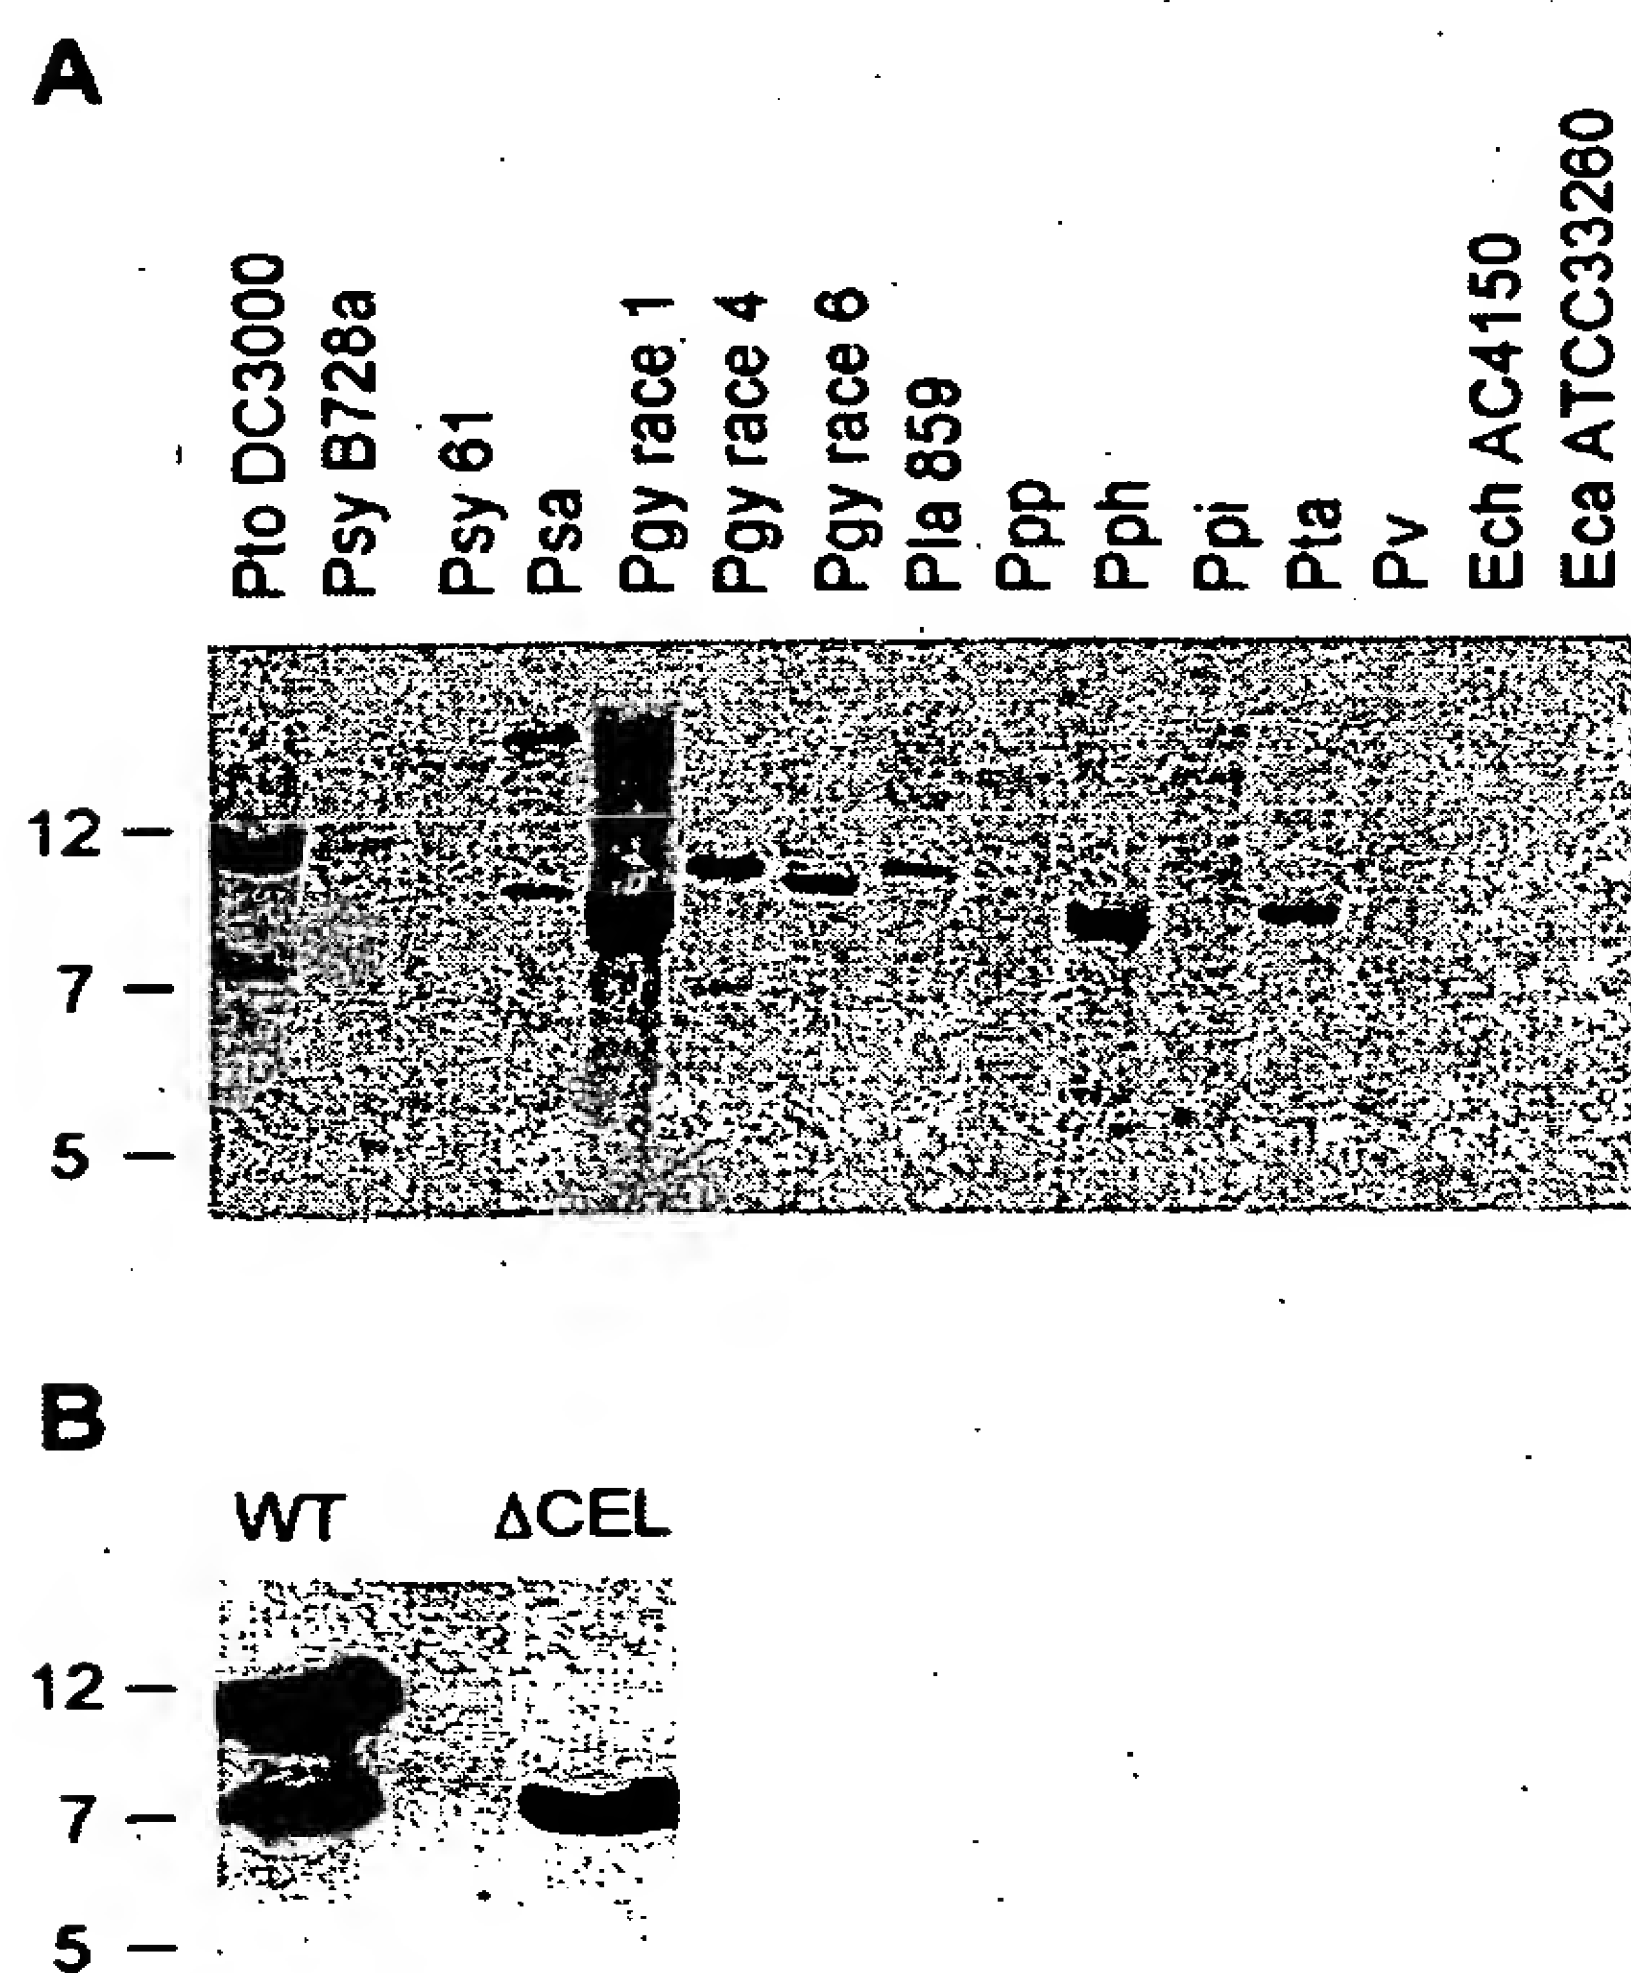 A
Pto DC3000
Psy B728a
Psy 61
Psa
Pgy race 1
Pgy race 4
Pgy race 6
Pla 859
Ppp
Pph
Ppi
Pta
Pv
Ech AC4150
Eca ATCC33260
12
7
5
B
WT ΔCEL
12
7
5